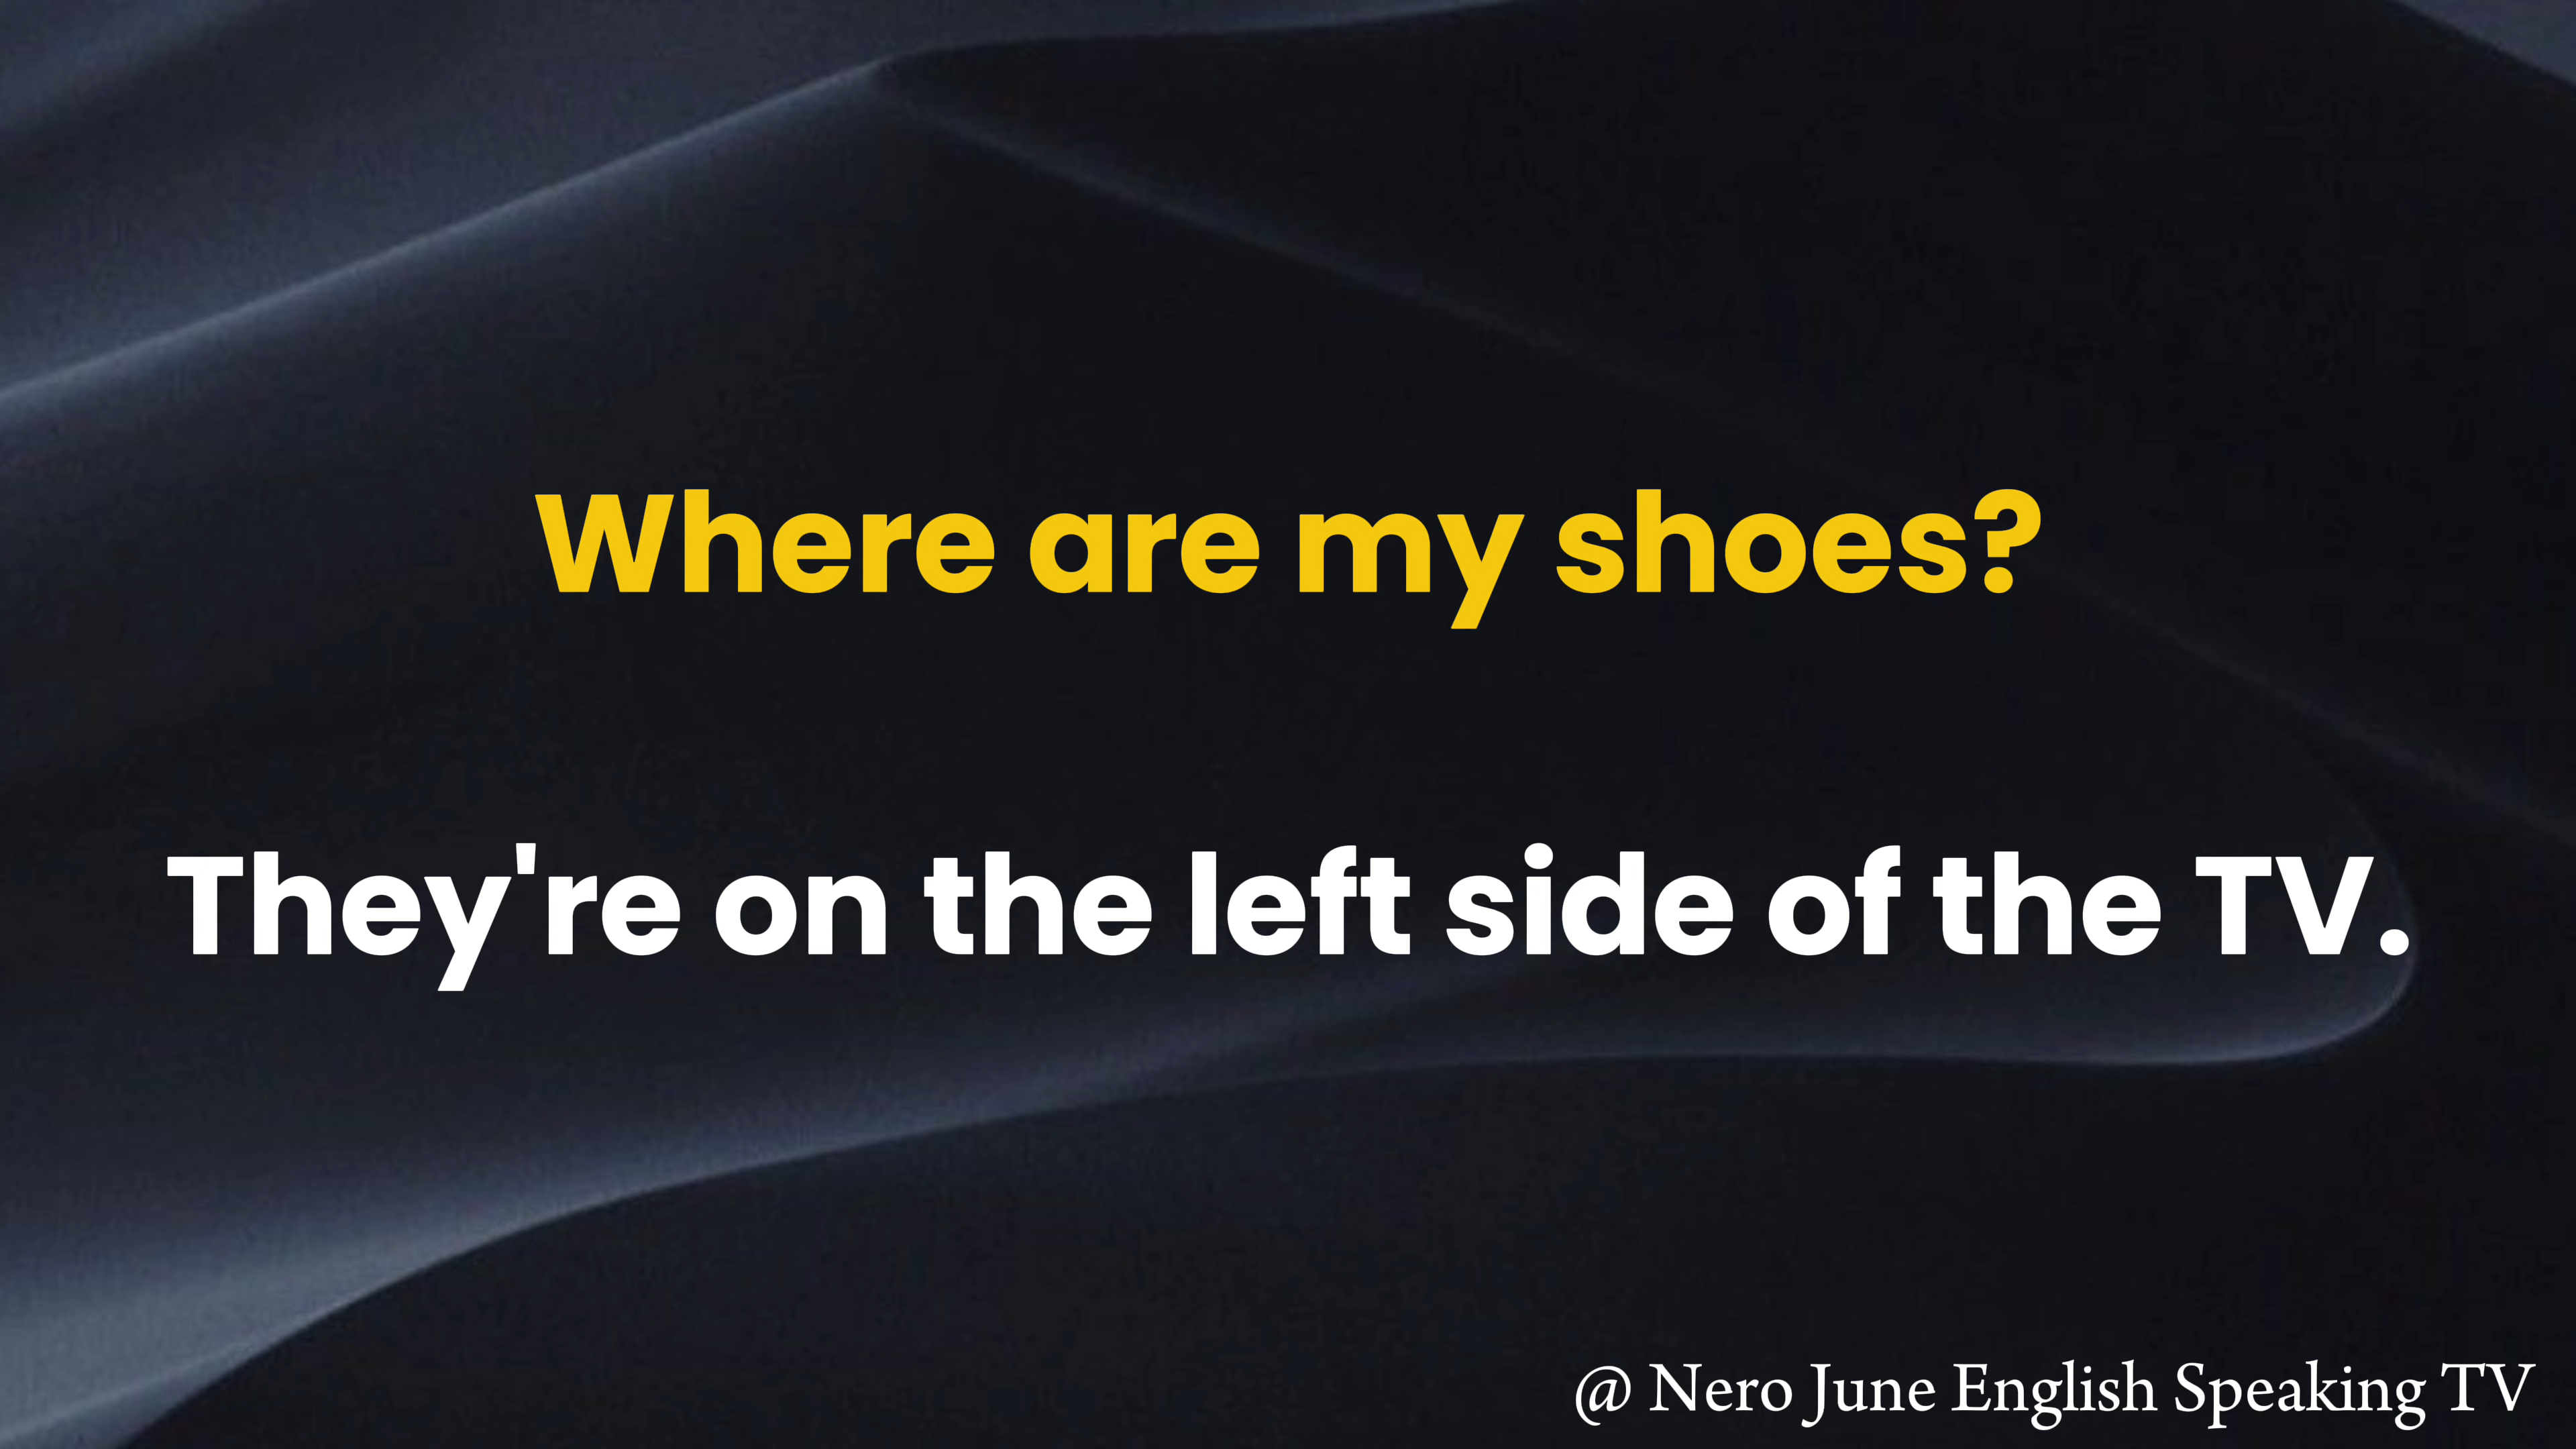 Where are my shoes?
They're on the left side of the TV.
@ Nero June English Speaking TV